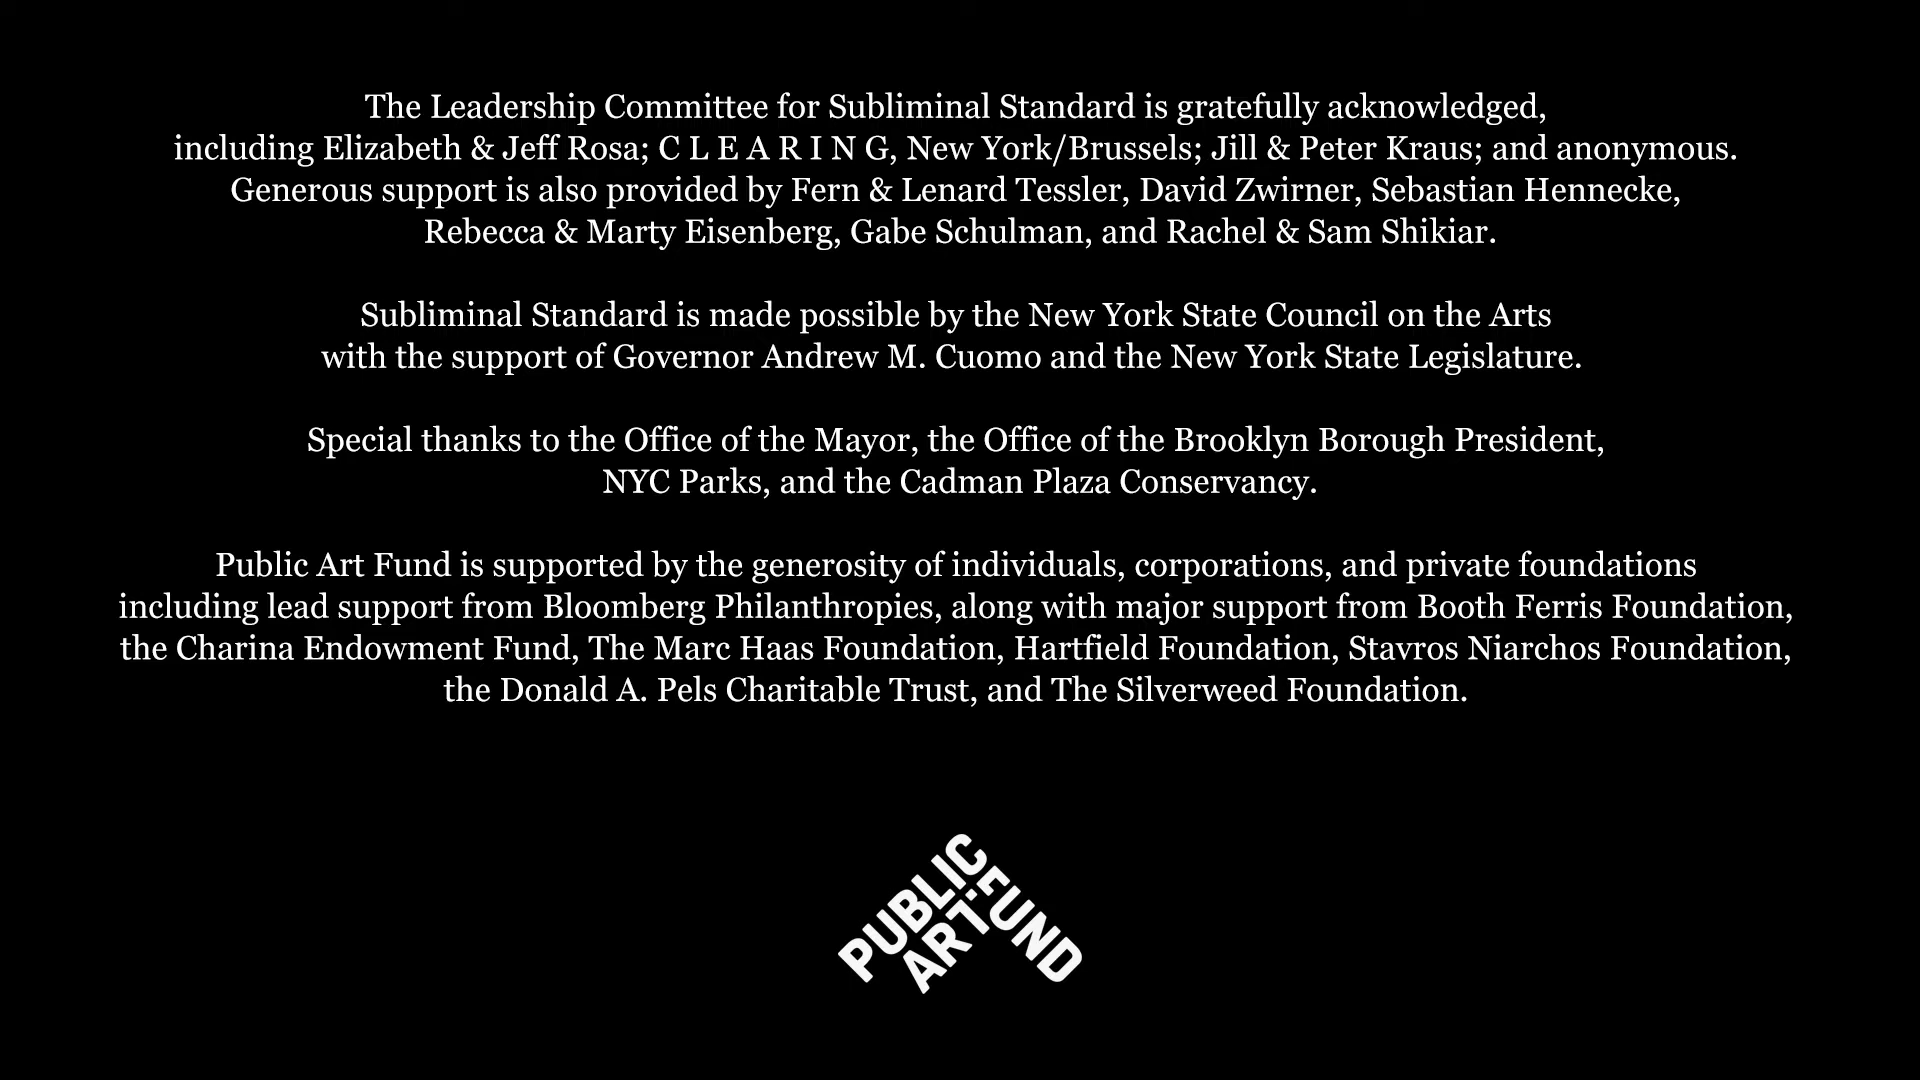 The Leadership Committee for Subliminal Standard is gratefully acknowledged,
including Elizabeth & Jeff Rosa; C L E A R I N G, New York/Brussels; Jill & Peter Kraus; and anonymous.
Generous support is also provided by Fern & Lenard Tessler, David Zwirner, Sebastian Hennecke,
Rebecca & Marty Eisenberg, Gabe Schulman, and Rachel & Sam Shikiar.
Subliminal Standard is made possible by the New York State Council on the Arts
with the support of Governor Andrew M. Cuomo and the New York State Legislature.
Special thanks to the Office of the Mayor, the Office of the Brooklyn Borough President,
NYC Parks, and the Cadman Plaza Conservancy.
Public Art Fund is supported by the generosity of individuals, corporations, and private foundations
including lead support from Bloomberg Philanthropies, along with major support from Booth Ferris Foundation,
the Charina Endowment Fund, The Marc Haas Foundation, Hartfield Foundation, Stavros Niarchos Foundation,
the Donald A. Pels Charitable Trust, and The Silverweed Foundation.
PUBLIC
ART
FUND